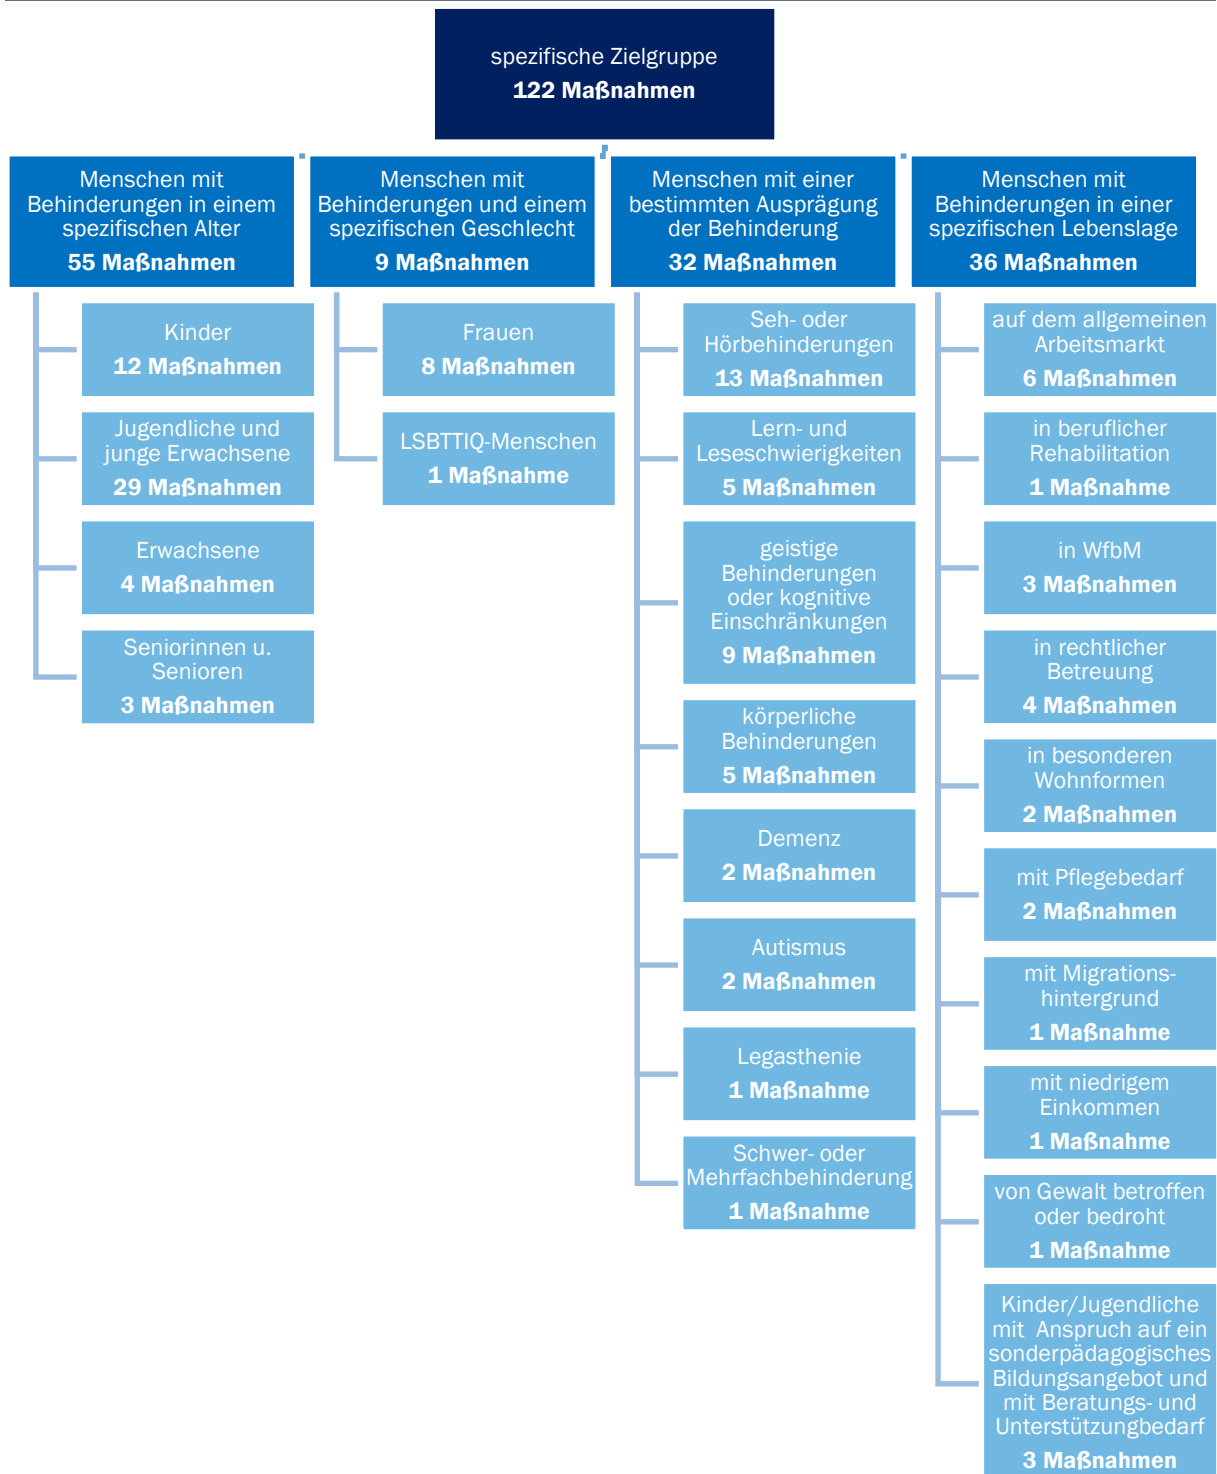 spezifische Zielgruppe
122 Maßnahmen
Menschen mit
Behinderungen in einem
spezifischen Alter
55 Maßnahmen
Kinder
12 Maßnahmen
Jugendliche und
junge Erwachsene
29 Maßnahmen
Erwachsene
4 Maßnahmen
Seniorinnen u.
Senioren
3 Maßnahmen
Menschen mit
Behinderungen und einem
spezifischen Geschlecht
9 Maßnahmen
Frauen
8 Maßnahmen
LSBTTIQ-Menschen
1 Maßnahme
Menschen mit einer
bestimmten Ausprägung
der Behinderung
32 Maßnahmen
Seh- oder
Hörbehinderungen
13 Maßnahmen
Lern- und
Leseschwierigkeiten
5 Maßnahmen
geistige
Behinderungen
oder kognitive
Einschränkungen
9 Maßnahmen
körperliche
Behinderungen
5 Maßnahmen
Demenz
2 Maßnahmen
Autismus
2 Maßnahmen
Legasthenie
1 Maßnahme
Schwer- oder
Mehrfachbehinderung
1 Maßnahme
Menschen mit
Behinderungen in einer
spezifischen Lebenslage
36 Maßnahmen
auf dem allgemeinen
Arbeitsmarkt
6 Maßnahmen
in beruflicher
Rehabilitation
1 Maßnahme
in WfbM
3 Maßnahmen
in rechtlicher
Betreuung
4 Maßnahmen
in besonderen
Wohnformen
2 Maßnahmen
mit Pflegebedarf
2 Maßnahmen
mit Migrations-
hintergrund
1 Maßnahme
mit niedrigem
Einkommen
1 Maßnahme
von Gewalt betroffen
oder bedroht
1 Maßnahme
Kinder/Jugendliche
mit Anspruch auf ein
sonderpädagogisches
Bildungsangebot und
mit Beratungs- und
Unterstützungbedarf
3 Maßnahmen